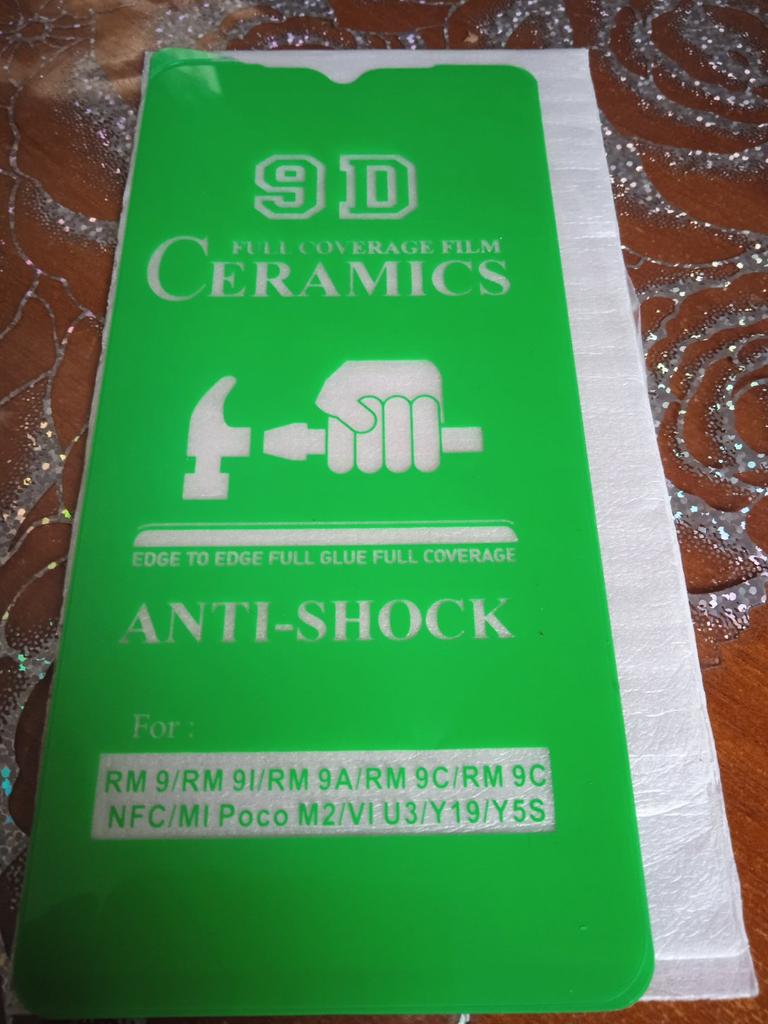 9D
FULL COVERAGE FILM
CERAMICS
EDGE TO EDGE FULL GLUE FULL COVERAGE
ANTI-SHOCK
For :
RM 9/RM 9I/RM 9A/RM 9C/RM 9C
NFC/MI Poco M2/VI U3/Y19/Y5S